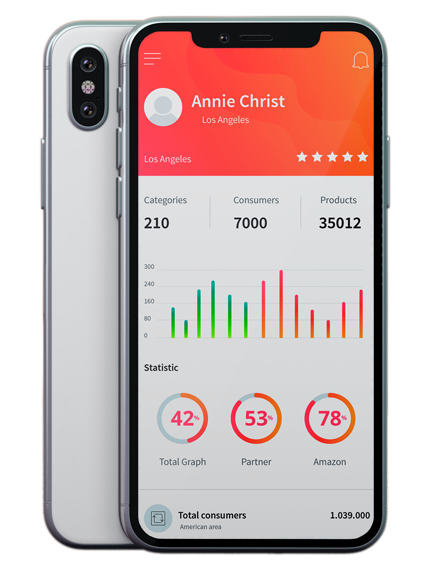 Annie Christ
Los Angeles
Los Angeles
Categories Consumers Products
210 7000 35012
300
240
160
80
0
Statistic
42% 53% 78%
Total Graph Partner Amazon
Total consumers 1.039.000
American area